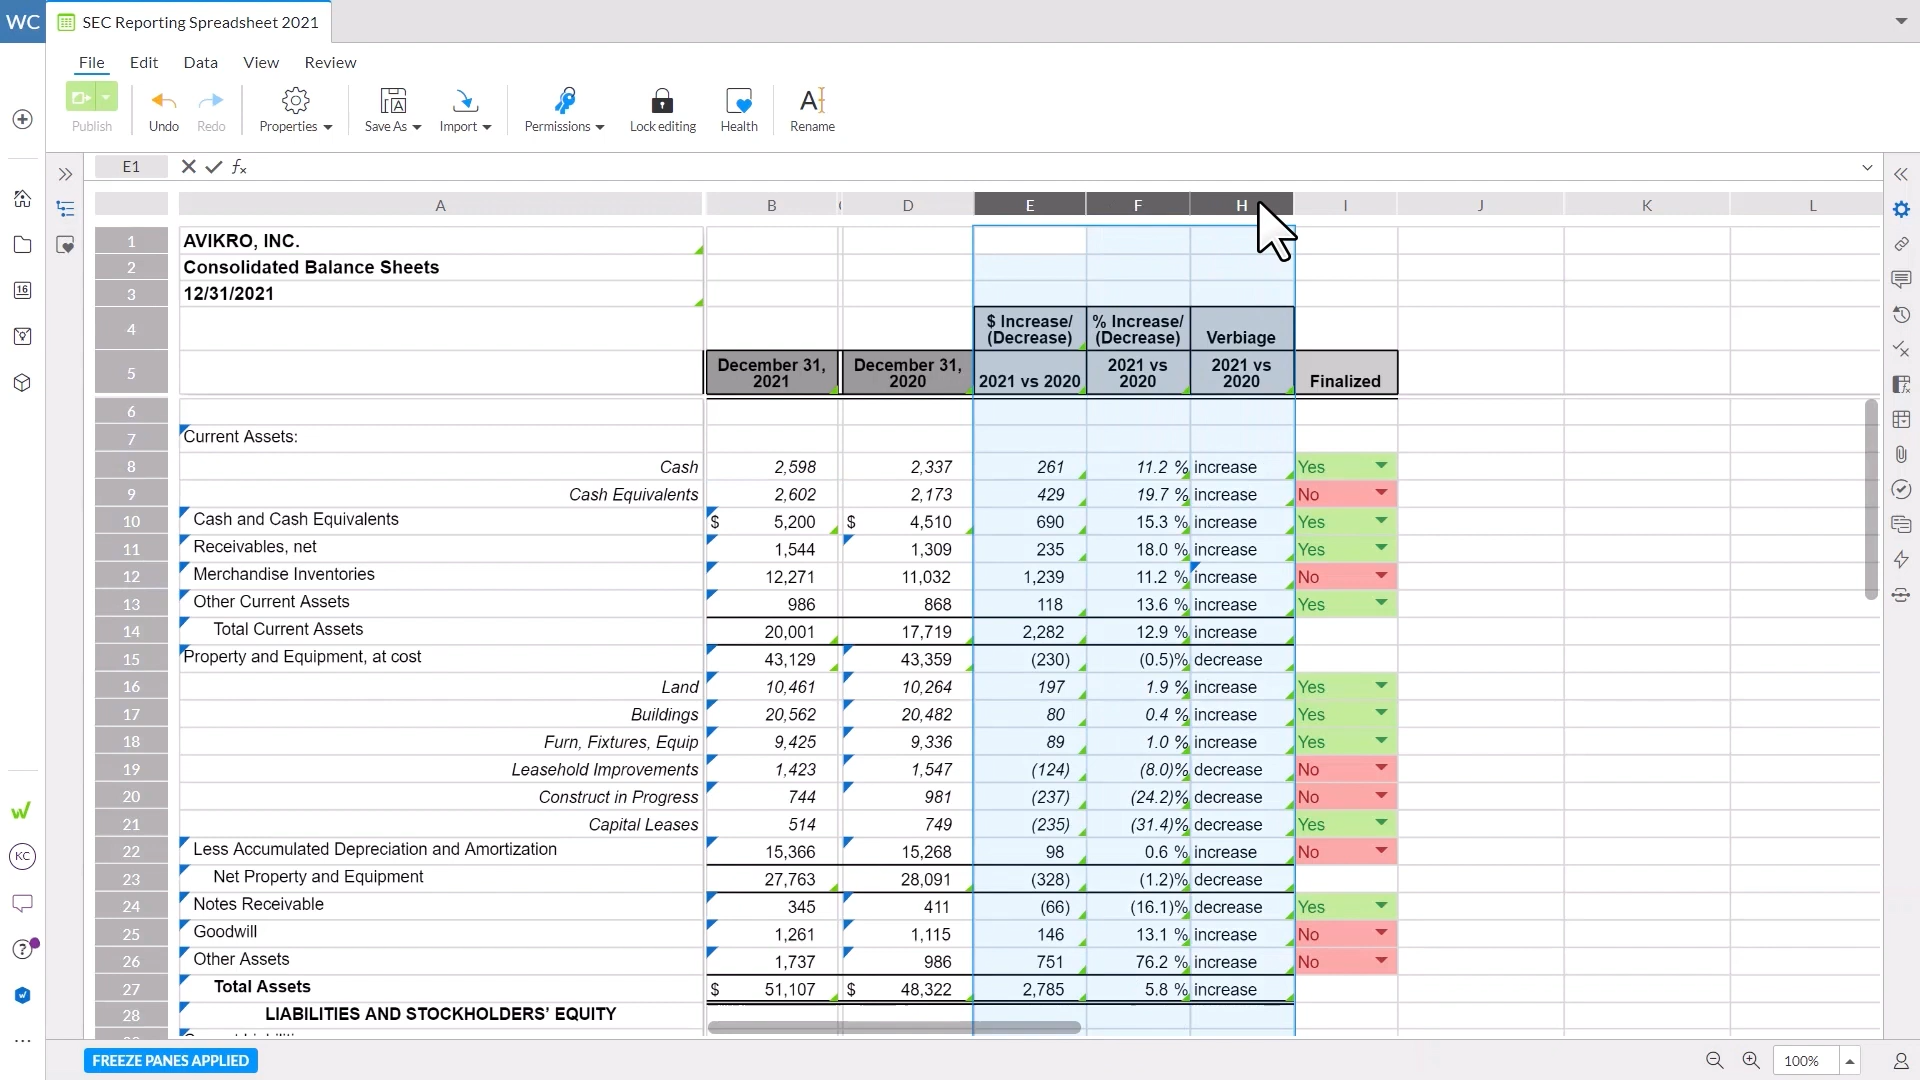 WC SEC Reporting Spreadsheet 2021
File Edit Data View Review
Publish Undo Redo Properties Save As Import Permissions Lock editing Health Rename
E1 fx
A B D E F H I J K L
1 AVIKRO, INC.
2 Consolidated Balance Sheets
3 12/31/2021
4 $ Increase/ (Decrease) % Increase/ (Decrease) Verbiage
5 December 31, 2021 December 31, 2020 2021 vs 2020 2021 vs 2020 2021 vs 2020 Finalized
6
7 Current Assets:
8 Cash 2,598 2,337 261 11.2 % increase Yes
9 Cash Equivalents 2,602 2,173 429 19.7 % increase No
10 Cash and Cash Equivalents $ 5,200 $ 4,510 690 15.3 % increase Yes
11 Receivables, net 1,544 1,309 235 18.0 % increase Yes
12 Merchandise Inventories 12,271 11,032 1,239 11.2 % increase No
13 Other Current Assets 986 868 118 13.6 % increase Yes
14 Total Current Assets 20,001 17,719 2,282 12.9 % increase
15 Property and Equipment, at cost 43,129 43,359 (230) (0.5)% decrease
16 Land 10,461 10,264 197 1.9 % increase Yes
17 Buildings 20,562 20,482 80 0.4 % increase Yes
18 Furn, Fixtures, Equip 9,425 9,336 89 1.0 % increase Yes
19 Leasehold Improvements 1,423 1,547 (124) (8.0)% decrease No
20 Construct in Progress 744 981 (237) (24.2)% decrease No
21 Capital Leases 514 749 (235) (31.4)% decrease Yes
22 Less Accumulated Depreciation and Amortization 15,366 15,268 98 0.6 % increase No
23 Net Property and Equipment 27,763 28,091 (328) (1.2)% decrease
24 Notes Receivable 345 411 (66) (16.1)% decrease Yes
25 Goodwill 1,261 1,115 146 13.1 % increase No
26 Other Assets 1,737 986 751 76.2 % increase No
27 Total Assets $ 51,107 $ 48,322 2,785 5.8 % increase
28 LIABILITIES AND STOCKHOLDERS’ EQUITY
16
KC
FREEZE PANES APPLIED 100%